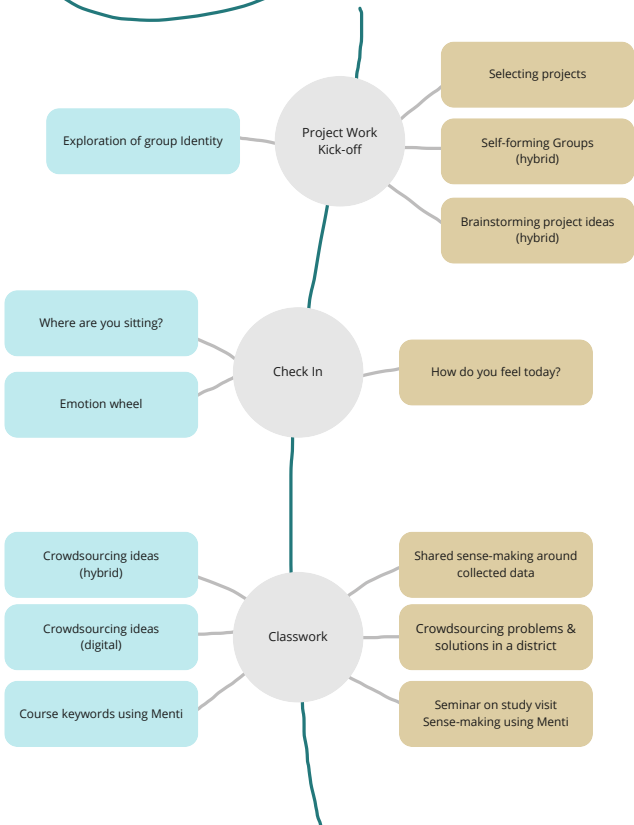 Selecting projects
Exploration of group Identity
Project Work
Kick-off
Self-forming Groups
(hybrid)
Brainstorming project ideas
(hybrid)
Where are you sitting?
Emotion wheel
Check In
How do you feel today?
Crowdsourcing ideas
(hybrid)
Crowdsourcing ideas
(digital)
Course keywords using Menti
Classwork
Shared sense-making around
collected data
Crowdsourcing problems &
solutions in a district
Seminar on study visit
Sense-making using Menti